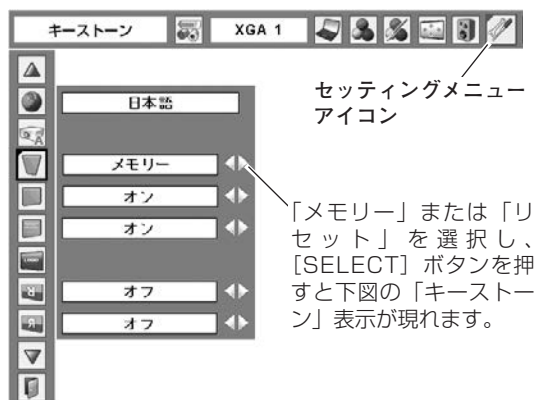 キーストーン
XGA 1
セッティングメニュー
アイコン
日本語
メモリー
オン
オン
オフ
オフ
「メモリー」または「リ
セット」を選択し、
[SELECT] ボタンを押
すと下図の「キーストー
ン」表示が現れます。